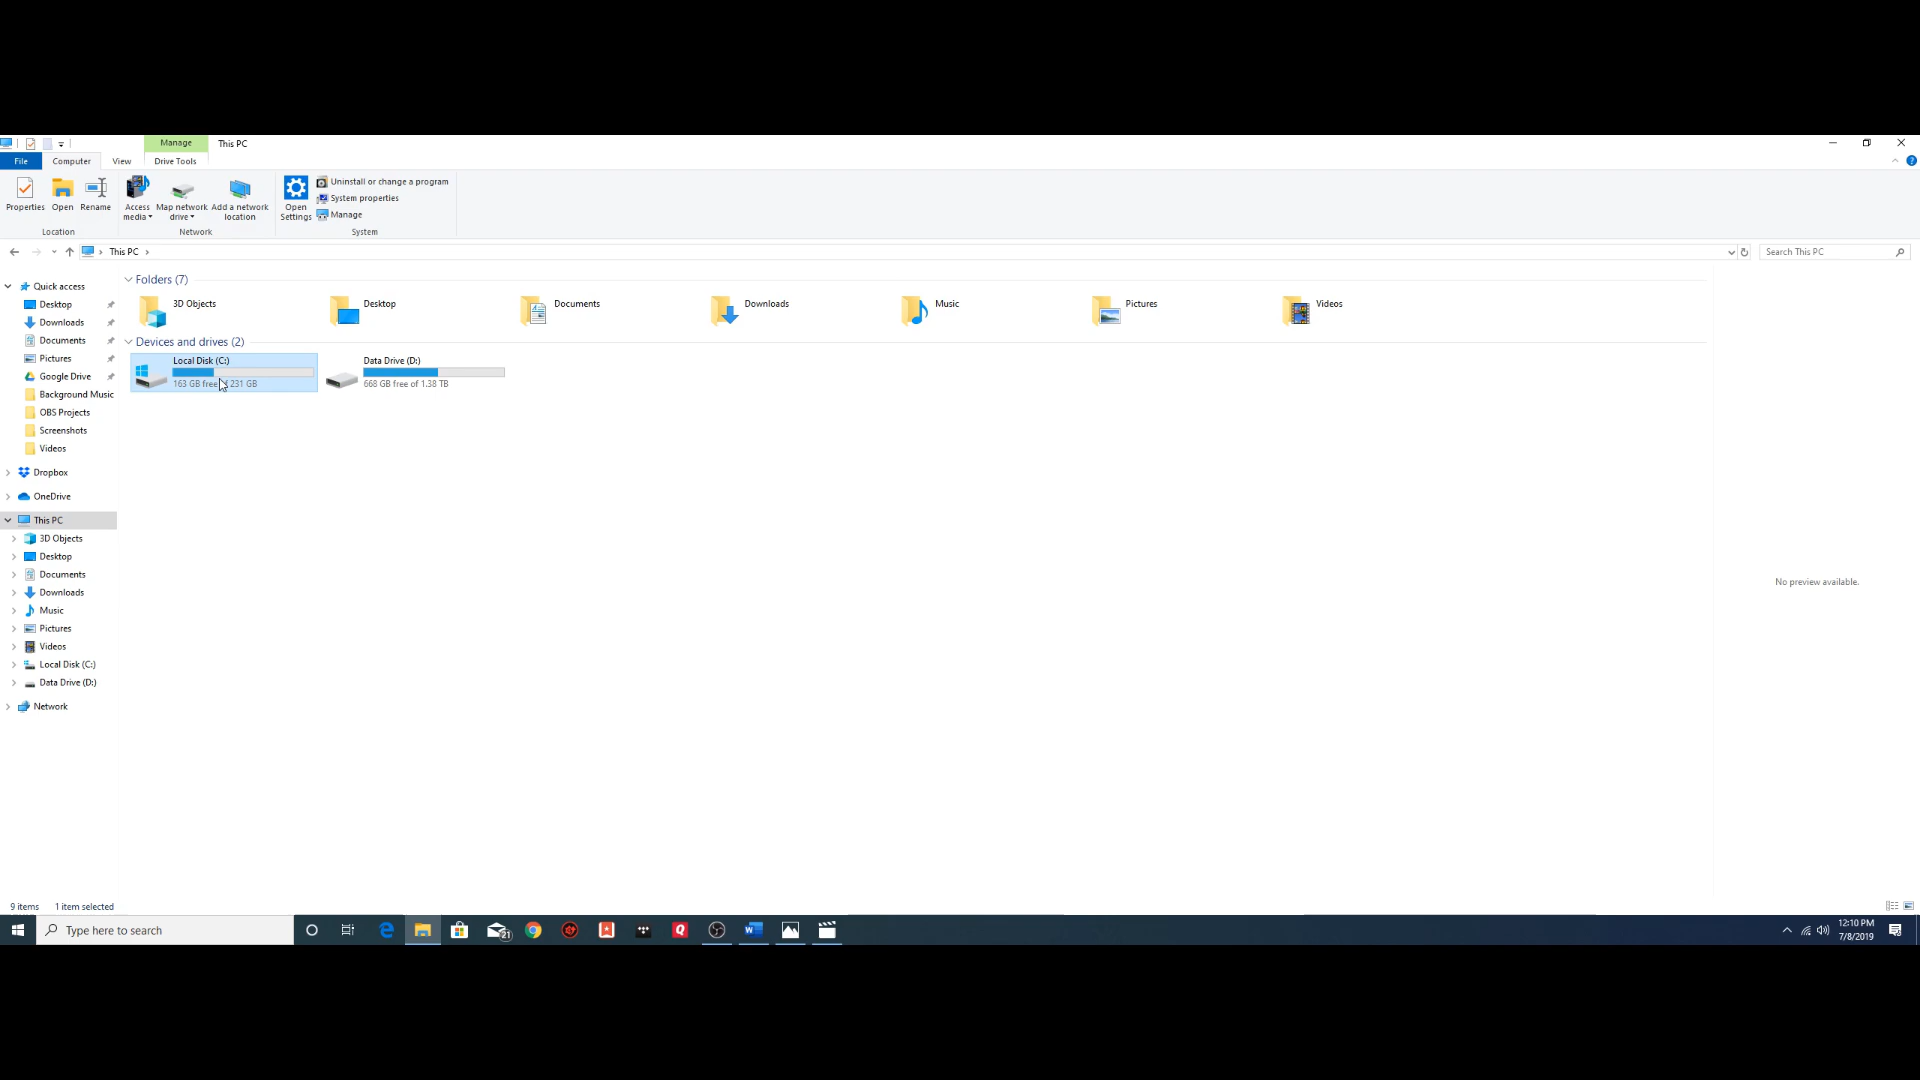 Manage This PC
File Computer View Drive Tools
Properties Open Rename Access media Map network drive Add a network location Open Settings Uninstall or change a program
System properties
Manage
Location Network System
This PC Search This PC
Folders (7)
3D Objects Desktop Documents Downloads Music Pictures Videos
Devices and drives (2)
Local Disk (C:) Data Drive (D:)
163 GB free 231 GB 668 GB free of 1.38 TB
Quick access
Desktop
Downloads
Documents
Pictures
Google Drive
Background Music
OBS Projects
Screenshots
Videos
Dropbox
OneDrive
This PC
3D Objects
Desktop
Documents
Downloads
Music
Pictures
Videos
Local Disk (C:)
Data Drive (D:)
Network
No preview available.
9 items 1 item selected
Type here to search 21 12:10 PM
7/8/2019